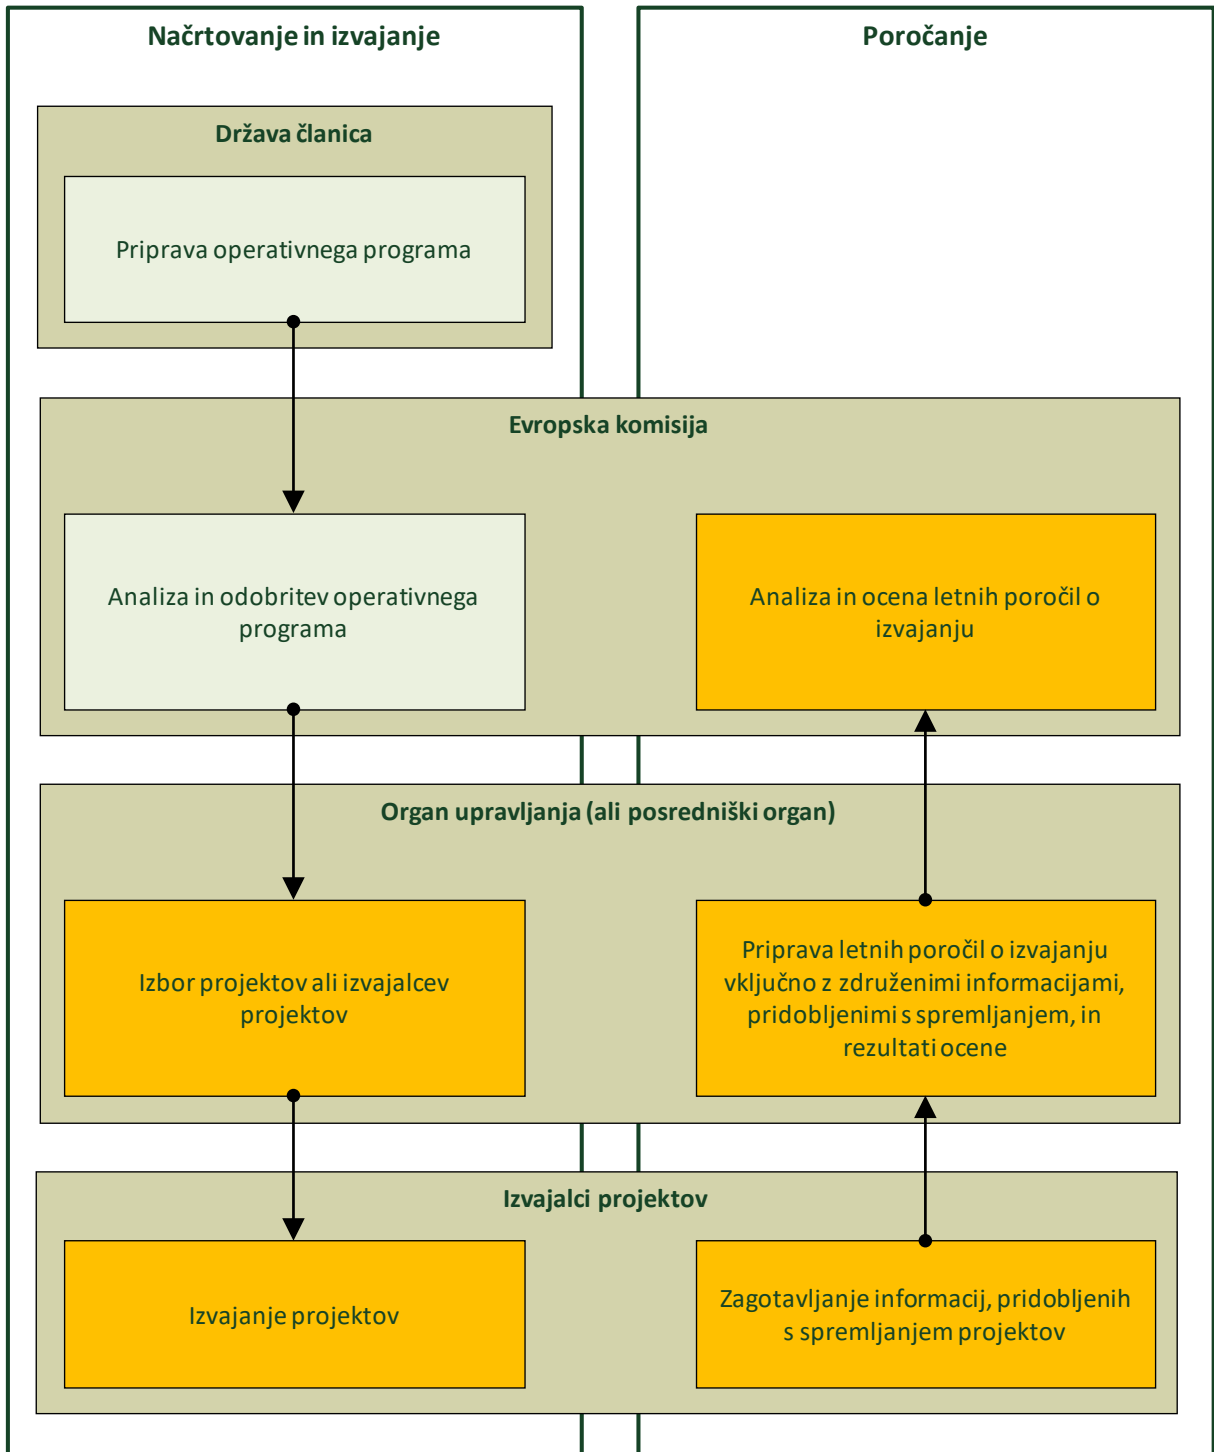 Načrtovanje in izvajanje
Poročanje
Država članica
Priprava operativnega programa
Evropska komisija
Analiza in odobritev operativnega
programa
Analiza in ocena letnih poročil o
izvajanju
Organ upravljanja (ali posredniški organ)
Izbor projektov ali izvajalcev
projektov
Priprava letnih poročil o izvajanju
vključno z združenimi informacijami,
pridobljenimi s spremljanjem, in
rezultati ocene
Izvajalci projektov
Izvajanje projektov
Zagotavljanje informacij, pridobljenih
s spremljanjem projektov